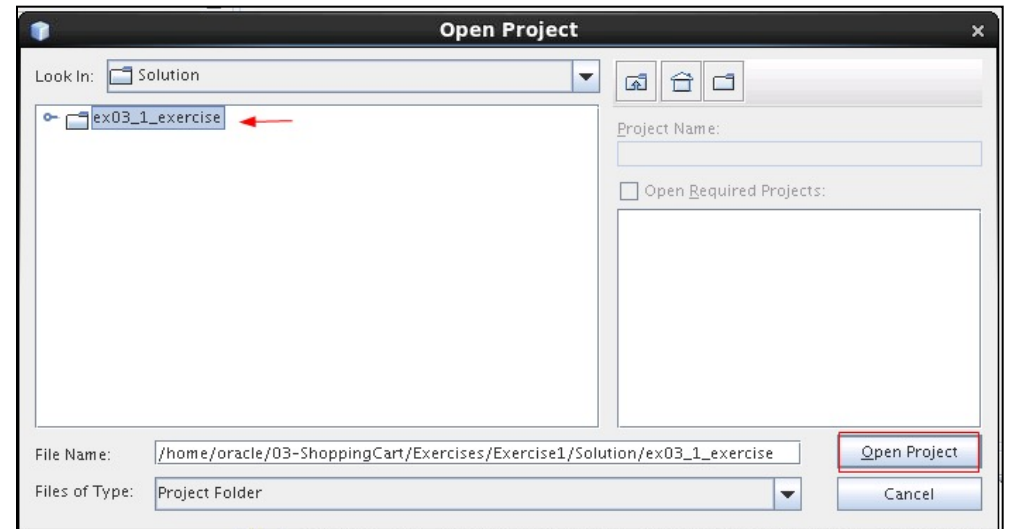 Open Project
Look In: Solution
ex03_1_exercise
Project Name:
Open Required Projects:
File Name: /home/oracle/03-ShoppingCart/Exercises/Exercise1/Solution/ex03_1_exercise
Open Project
Files of Type: Project Folder
Cancel